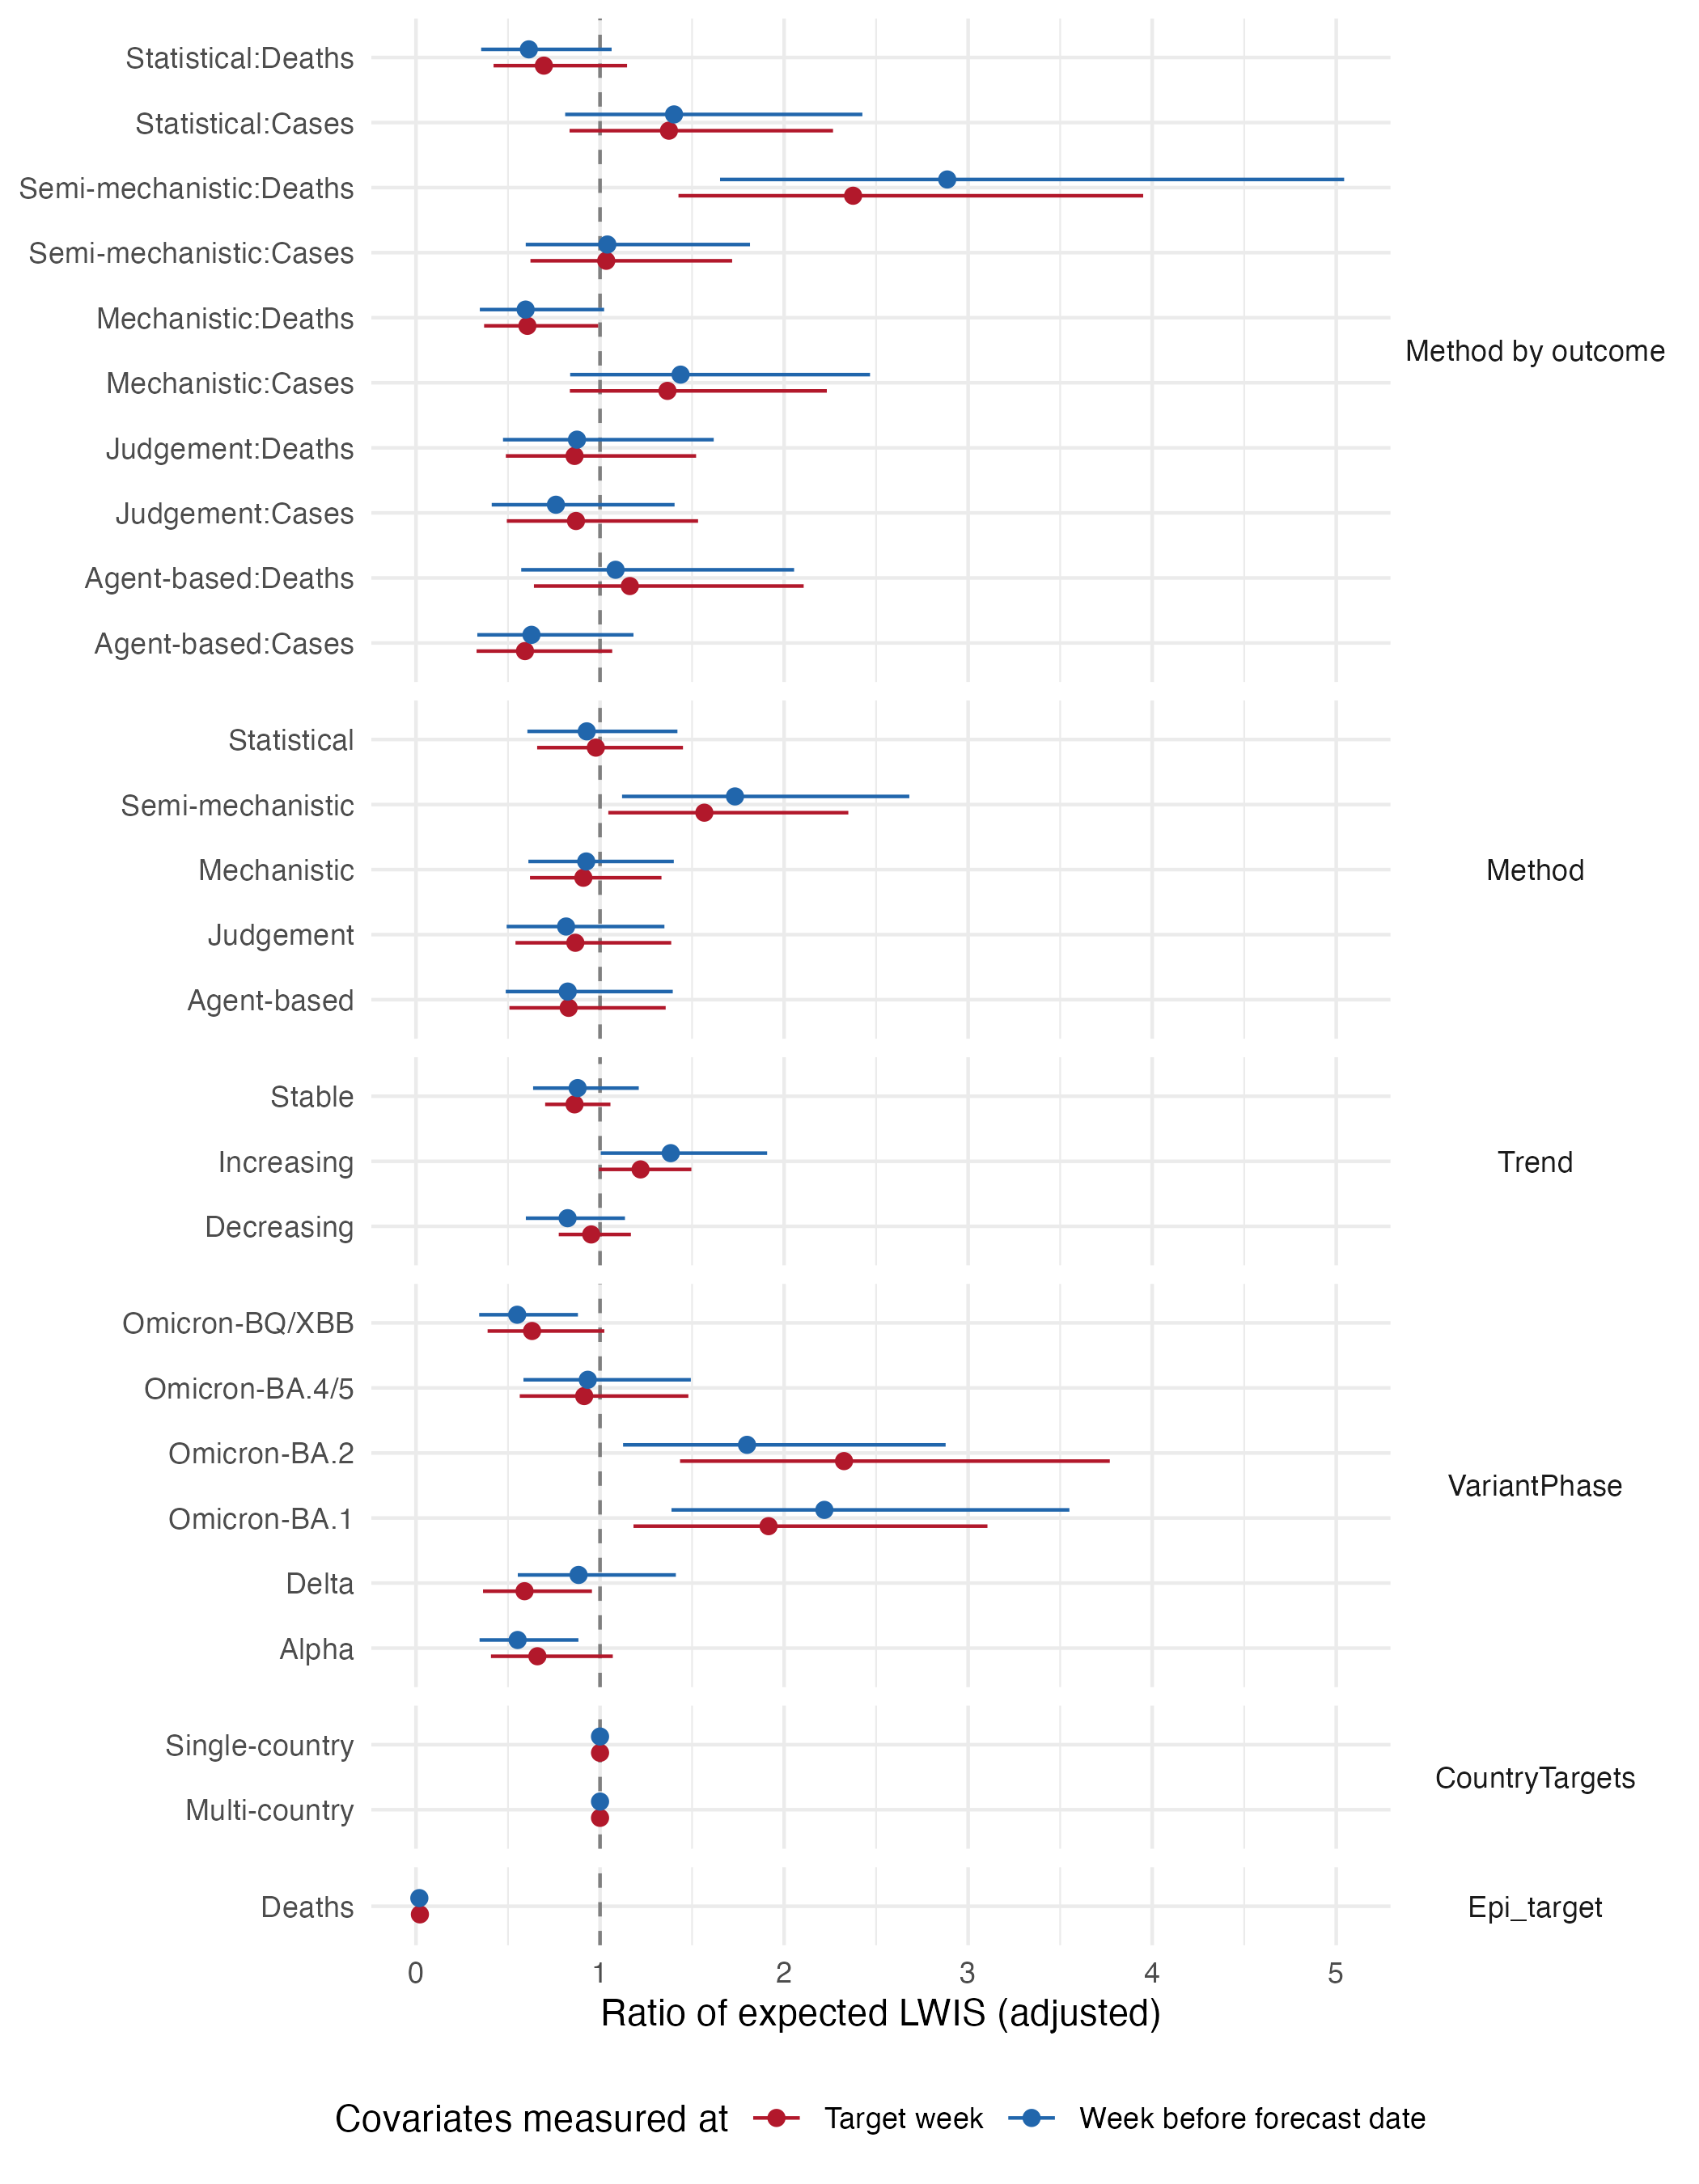 Statistical:Deaths
Statistical:Cases
Semi-mechanistic:Deaths
Semi-mechanistic:Cases
Mechanistic:Deaths
Mechanistic:Cases
Judgement:Deaths
Judgement:Cases
Agent-based:Deaths
Agent-based:Cases
Method by outcome
Statistical
Semi-mechanistic
Mechanistic
Judgement
Agent-based
Method
Stable
Increasing
Decreasing
Trend
Omicron-BQ/XBB
Omicron-BA.4/5
Omicron-BA.2
Omicron-BA.1
Delta
Alpha
VariantPhase
Single-country
Multi-country
CountryTargets
Deaths
Epi_target
0 1 2 3 4 5
Ratio of expected LWIS (adjusted)
Covariates measured at Target week Week before forecast date